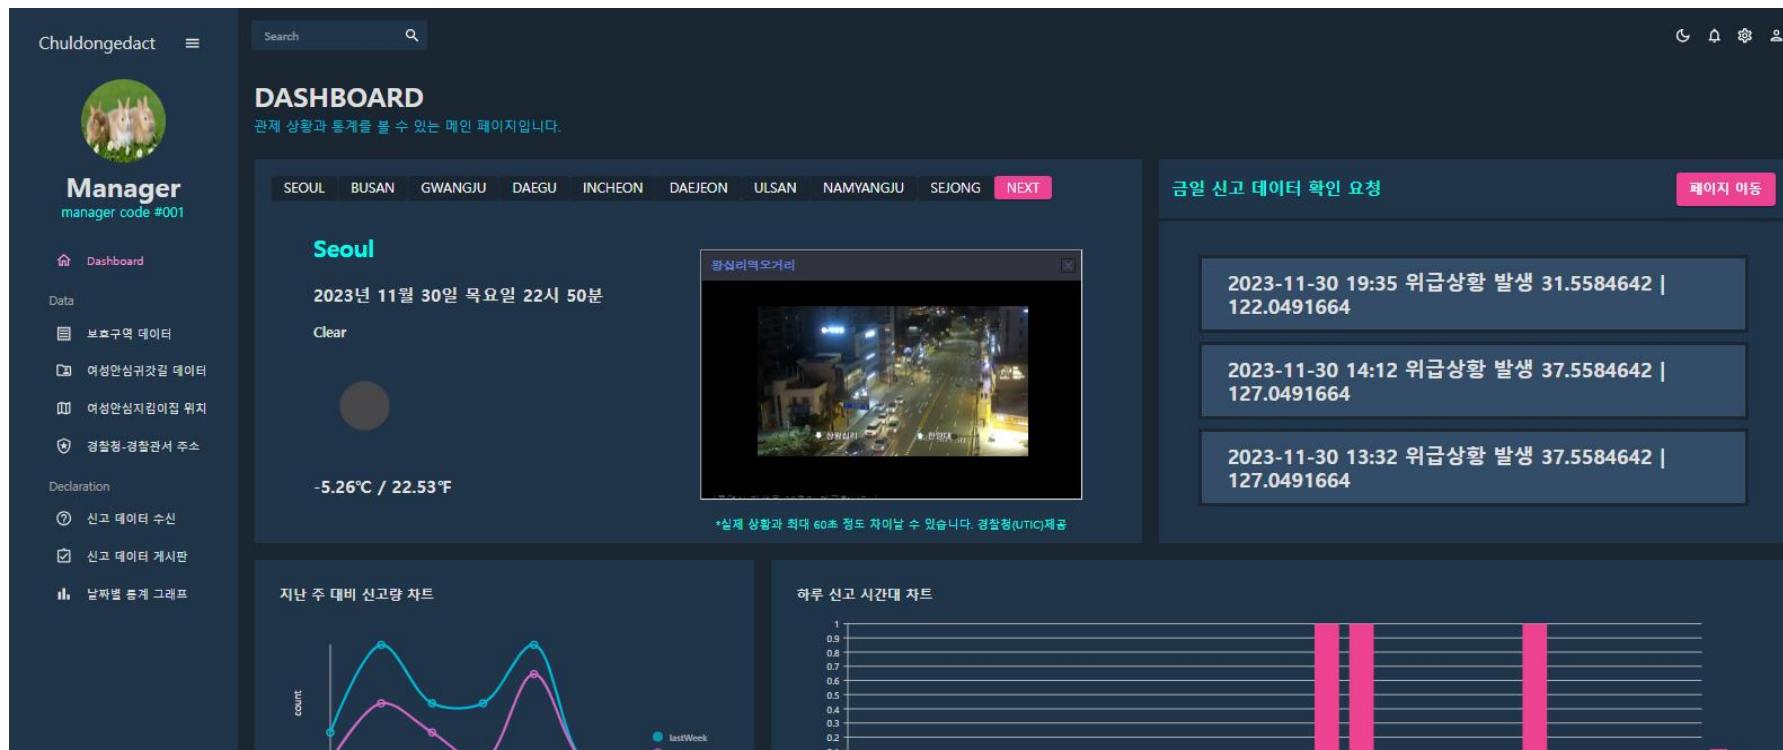 Chuldongedact
Search
Manager
manager code #001
Dashboard
Data
보호구역 데이터
여성안심귀갓길 데이터
여성안심지킴이집 위치
경찰청-경찰관서 주소
Declaration
신고 데이터 수신
신고 데이터 게시판
날짜별 통계 그래프
DASHBOARD
관제 상황과 통계를 볼 수 있는 메인 페이지입니다.
SEOUL BUSAN GWANGJU DAEGU INCHEON DAEJEON ULSAN NAMYANGJU SEJONG NEXT
Seoul
2023년 11월 30일 목요일 22시 50분
Clear
-5.26℃ / 22.53℉
왕십리역오거리
상왕십리
한양대
*실제 상황과 최대 60초 정도 차이날 수 있습니다. 경찰청(UTIC)제공
금일 신고 데이터 확인 요청
페이지 이동
2023-11-30 19:35 위급상황 발생 31.5584642 |
122.0491664
2023-11-30 14:12 위급상황 발생 37.5584642 |
127.0491664
2023-11-30 13:32 위급상황 발생 37.5584642 |
127.0491664
지난 주 대비 신고량 차트
count
lastWeek
하루 신고 시간대 차트
1
0.9
0.8
0.7
0.6
0.5
0.4
0.3
0.2